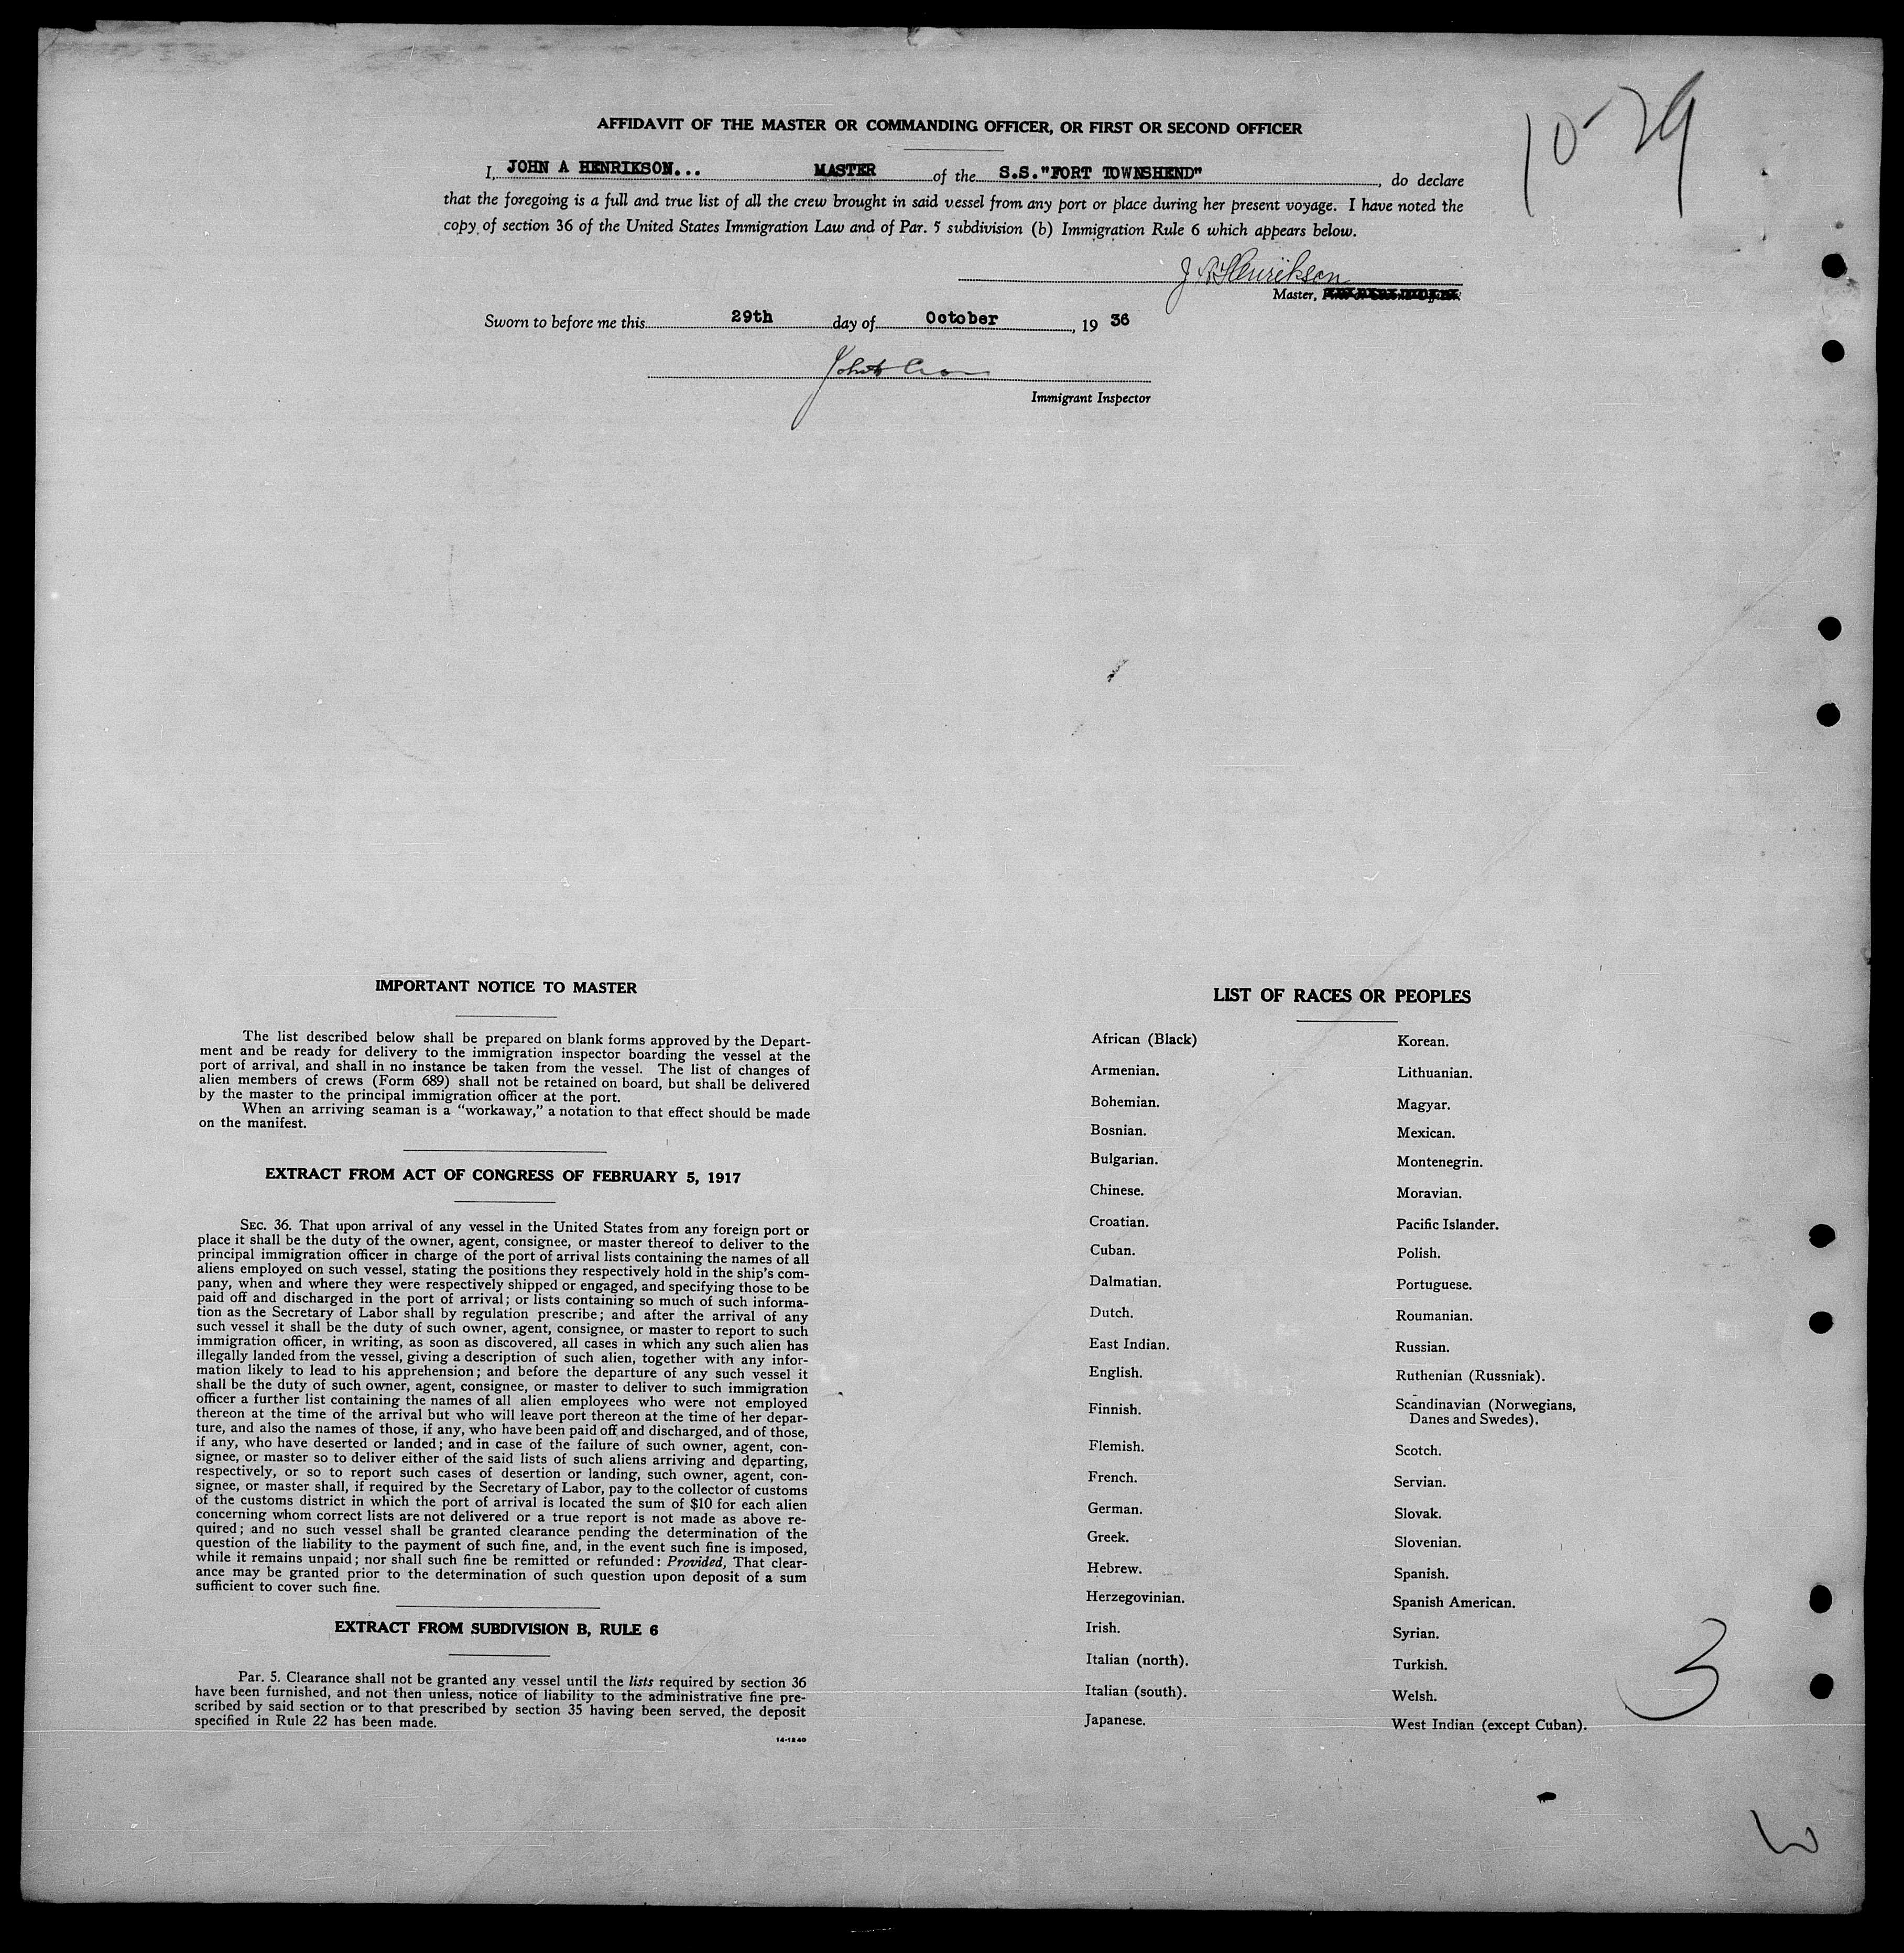 10-29
AFFIDAVIT OF THE MASTER OR COMMANDING OFFICER, OR FIRST OR SECOND OFFICER
I, JOHN A HENRIKSON... MASTER of the S.S."FORT TOWNSHEND", do declare
that the foregoing is a full and true list of all the crew brought in said vessel from any port or place during her present voyage. I have noted the
copy of section 36 of the United States Immigration Law and of Par. 5 subdivision (b) Immigration Rule 6 which appears below.
J A Henrikson
Master,
Sworn to before me this 29th day of October, 19 36
Immigrant Inspector
IMPORTANT NOTICE TO MASTER
The list described below shall be prepared on blank forms approved by the Depart-
ment and be ready for delivery to the immigration inspector boarding the vessel at the
port of arrival, and shall in no instance be taken from the vessel. The list of changes of
alien members of crews (Form 689) shall not be retained on board, but shall be delivered
by the master to the principal immigration officer at the port.
When an arriving seaman is a "workaway," a notation to that effect should be made
on the manifest.
EXTRACT FROM ACT OF CONGRESS OF FEBRUARY 5, 1917
SEC. 36. That upon arrival of any vessel in the United States from any foreign port or
place it shall be the duty of the owner, agent, consignee, or master thereof to deliver to the
principal immigration officer in charge of the port of arrival lists containing the names of all
aliens employed on such vessel, stating the positions they respectively hold in the ship's com-
pany, when and where they were respectively shipped or engaged, and specifying those to be
paid off and discharged in the port of arrival; or lists containing so much of such informa-
tion as the Secretary of Labor shall by regulation prescribe; and after the arrival of any
such vessel it shall be the duty of such owner, agent, consignee, or master to report to such
immigration officer, in writing, as soon as discovered, all cases in which any such alien has
illegally landed from the vessel, giving a description of such alien, together with any infor-
mation likely to lead to his apprehension; and before the departure of any such vessel it
shall be the duty of such owner, agent, consignee, or master to deliver to such immigration
officer a further list containing the names of all alien employees who were not employed
thereon at the time of the arrival but who will leave port thereon at the time of her depar-
ture, and also the names of those, if any, who have been paid off and discharged, and of those,
if any, who have deserted or landed; and in case of the failure of such owner, agent, con-
signee, or master so to deliver either of the said lists of such aliens arriving and departing,
respectively, or so to report such cases of desertion or landing, such owner, agent, con-
signee, or master shall, if required by the Secretary of Labor, pay to the collector of customs
of the customs district in which the port of arrival is located the sum of $10 for each alien
concerning whom correct lists are not delivered or a true report is not made as above re-
quired; and no such vessel shall be granted clearance pending the determination of the
question of the liability to the payment of such fine, and, in the event such fine is imposed,
while it remains unpaid; nor shall such fine be remitted or refunded: Provided, That clear-
ance may be granted prior to the determination of such question upon deposit of a sum
sufficient to cover such fine.
EXTRACT FROM SUBDIVISION B, RULE 6
Par. 5. Clearance shall not be granted any vessel until the lists required by section 36
have been furnished, and not then unless, notice of liability to the administrative fine pre-
scribed by said section or to that prescribed by section 35 having been served, the deposit
specified in Rule 22 has been made.
14-1240
LIST OF RACES OR PEOPLES
African (Black)
Armenian.
Bohemian.
Bosnian.
Bulgarian.
Chinese.
Croatian.
Cuban.
Dalmatian.
Dutch.
East Indian.
English.
Finnish.
Flemish.
French.
German.
Greek.
Hebrew.
Herzegovinian.
Irish.
Italian (north).
Italian (south).
Japanese.
Korean.
Lithuanian.
Magyar.
Mexican.
Montenegrin.
Moravian.
Pacific Islander.
Polish.
Portuguese.
Roumanian.
Russian.
Ruthenian (Russniak).
Scandinavian (Norwegians,
Danes and Swedes).
Scotch.
Servian.
Slovak.
Slovenian.
Spanish.
Spanish American.
Syrian.
Turkish.
Welsh.
West Indian (except Cuban).
3